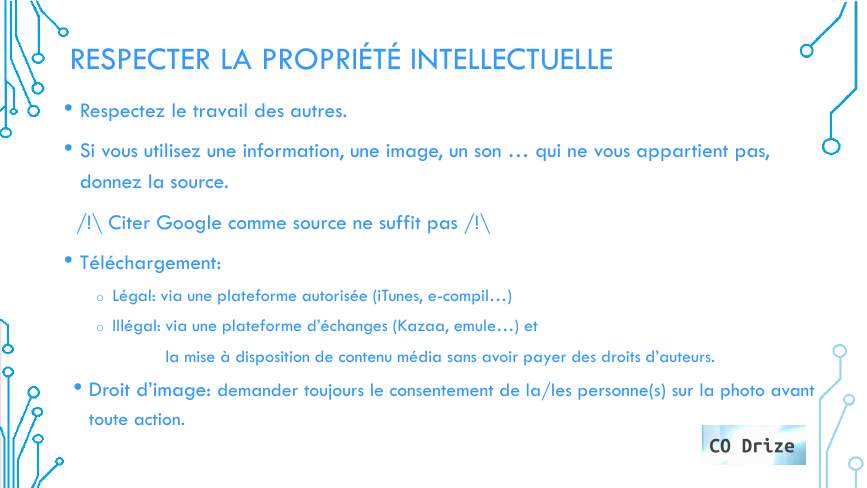 RESPECTER LA PROPRIÉTÉ INTELLECTUELLE
• Respectez le travail des autres.
• Si vous utilisez une information, une image, un son … qui ne vous appartient pas,
donnez la source.
/!\ Citer Google comme source ne suffit pas /!\
• Téléchargement:
o Légal: via une plateforme autorisée (iTunes, e-compil…)
o Illégal: via une plateforme d’échanges (Kazaa, emule…) et
la mise à disposition de contenu média sans avoir payer des droits d’auteurs.
• Droit d’image: demander toujours le consentement de la/les personne(s) sur la photo avant
toute action.
CO Drize